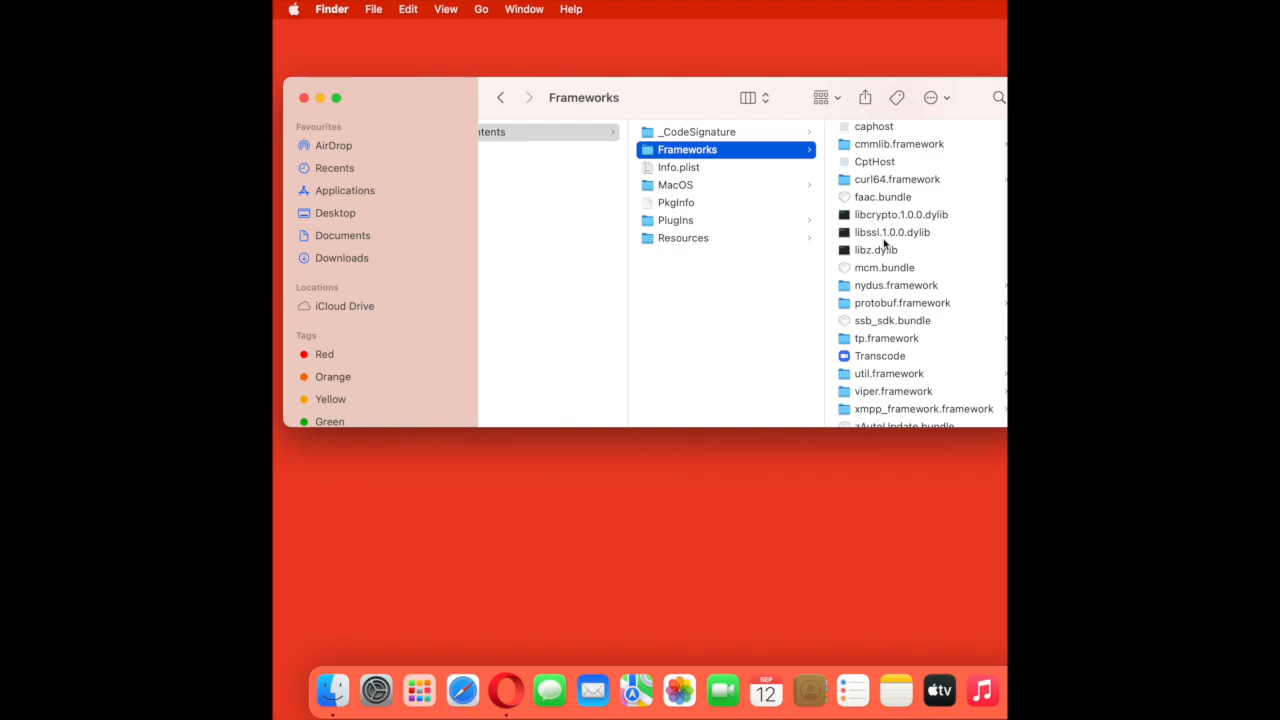 Finder File Edit View Go Window Help
Frameworks
Favourites
AirDrop
Recents
Applications
Desktop
Documents
Downloads
Locations
iCloud Drive
Tags
Red
Orange
Yellow
Green
ntents
_CodeSignature
Frameworks
Info.plist
MacOS
PkgInfo
PlugIns
Resources
caphost
cmmlib.framework
CptHost
curl64.framework
faac.bundle
libcrypto.1.0.0.dylib
libssl.1.0.0.dylib
libz.dylib
mcm.bundle
nydus.framework
protobuf.framework
ssb_sdk.bundle
tp.framework
Transcode
util.framework
viper.framework
xmpp_framework.framework
zAutoUpdate.bundle
SEP
12
tv